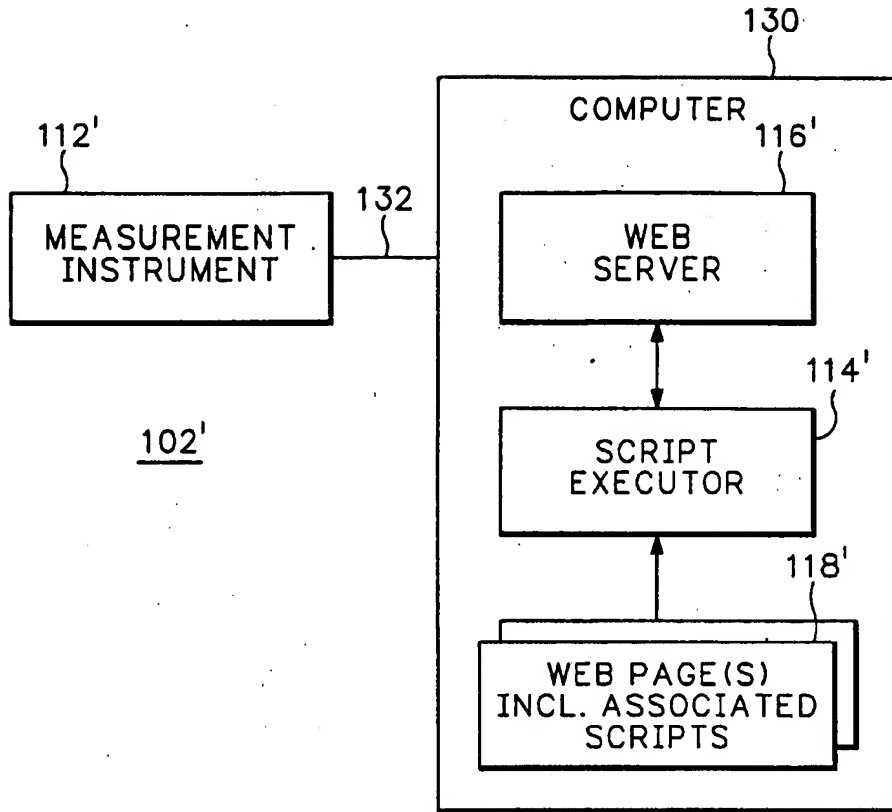 130
COMPUTER
112'
116'
132
MEASUREMENT
INSTRUMENT
WEB
SERVER
114'
102'
SCRIPT
EXECUTOR
118'
WEB PAGE(S)
INCL. ASSOCIATED
SCRIPTS